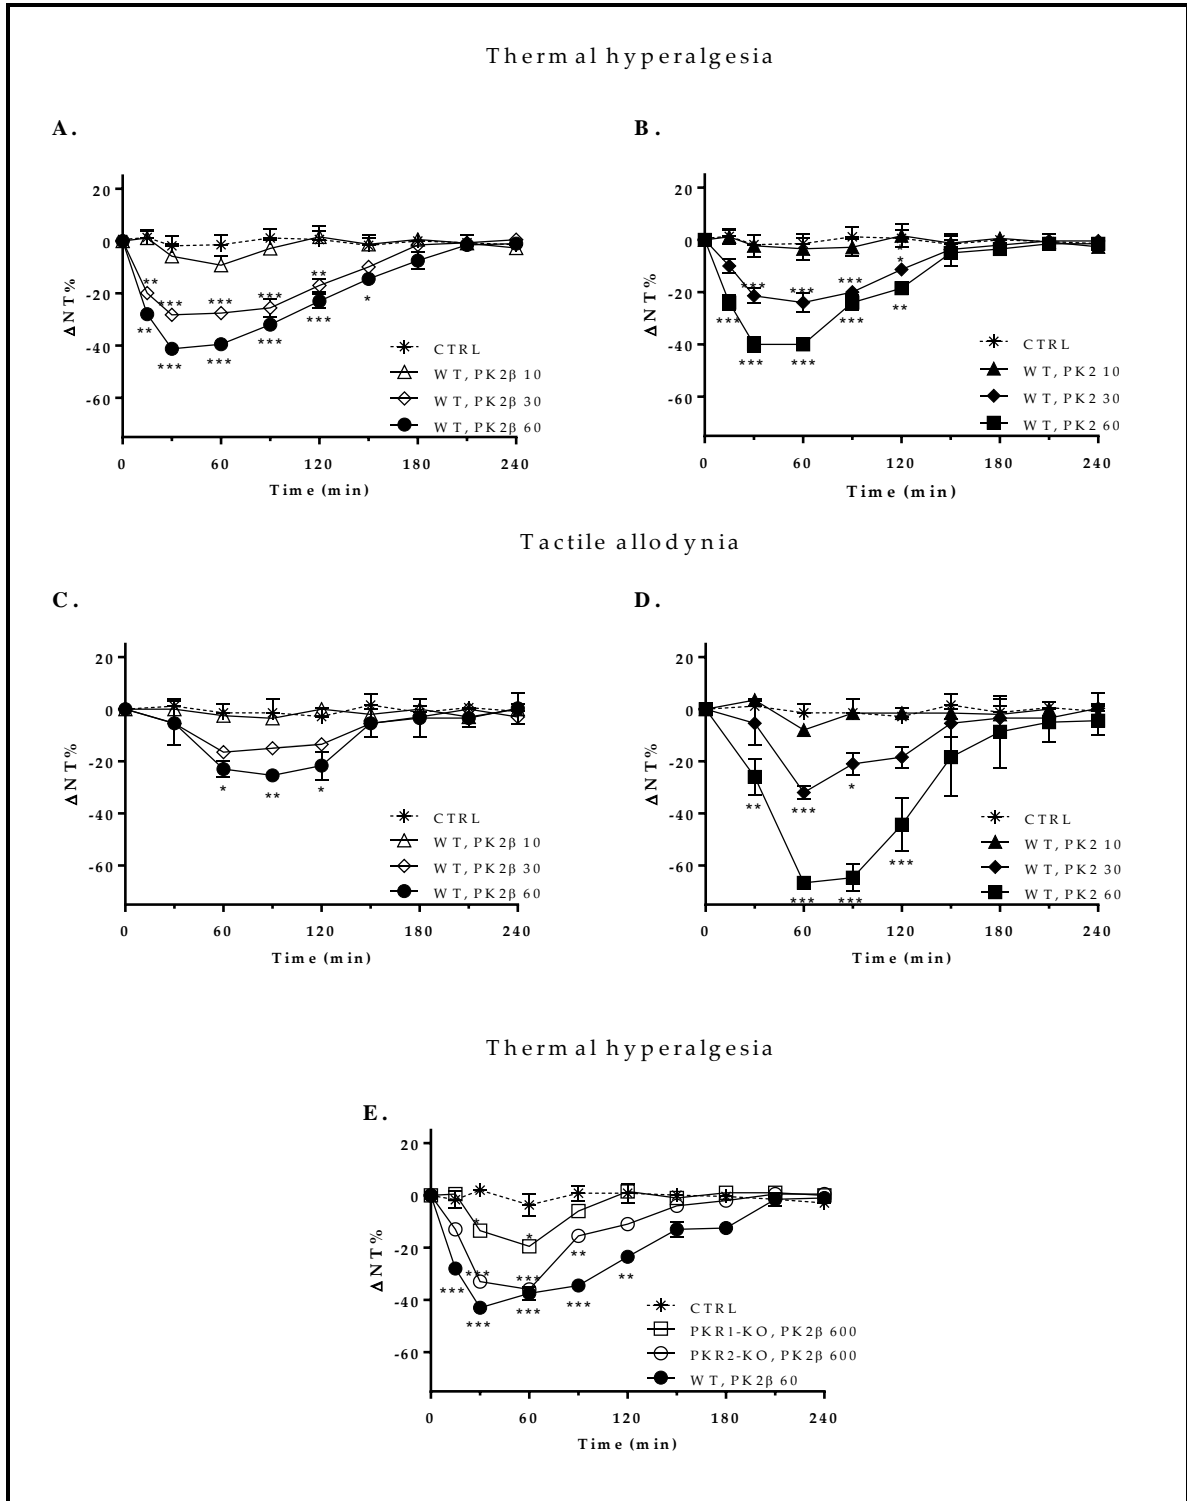 Thermal hyperalgesia
A.
B.
20
0
-20
-40
-60
ΔNT%
**
***
***
***
**
**
***
***
***
***
*
CTRL
WT, PK2β 10
WT, PK2β 30
WT, PK2β 60
0 60 120 180 240
Time (min)
20
0
-20
-40
-60
ΔNT%
***
***
***
*
***
***
***
***
**
CTRL
WT, PK2 10
WT, PK2 30
WT, PK2 60
0 60 120 180 240
Time (min)
Tactile allodynia
C.
D.
20
0
-20
-40
-60
ΔNT%
*
**
*
CTRL
WT, PK2β 10
WT, PK2β 30
WT, PK2β 60
0 60 120 180 240
Time (min)
20
0
-20
-40
-60
ΔNT%
**
***
*
***
***
***
CTRL
WT, PK2 10
WT, PK2 30
WT, PK2 60
0 60 120 180 240
Time (min)
Thermal hyperalgesia
E.
20
0
-20
-40
-60
ΔNT%
*
*
***
***
**
***
***
***
***
**
CTRL
PKR1-KO, PK2β 600
PKR2-KO, PK2β 600
WT, PK2β 60
0 60 120 180 240
Time (min)